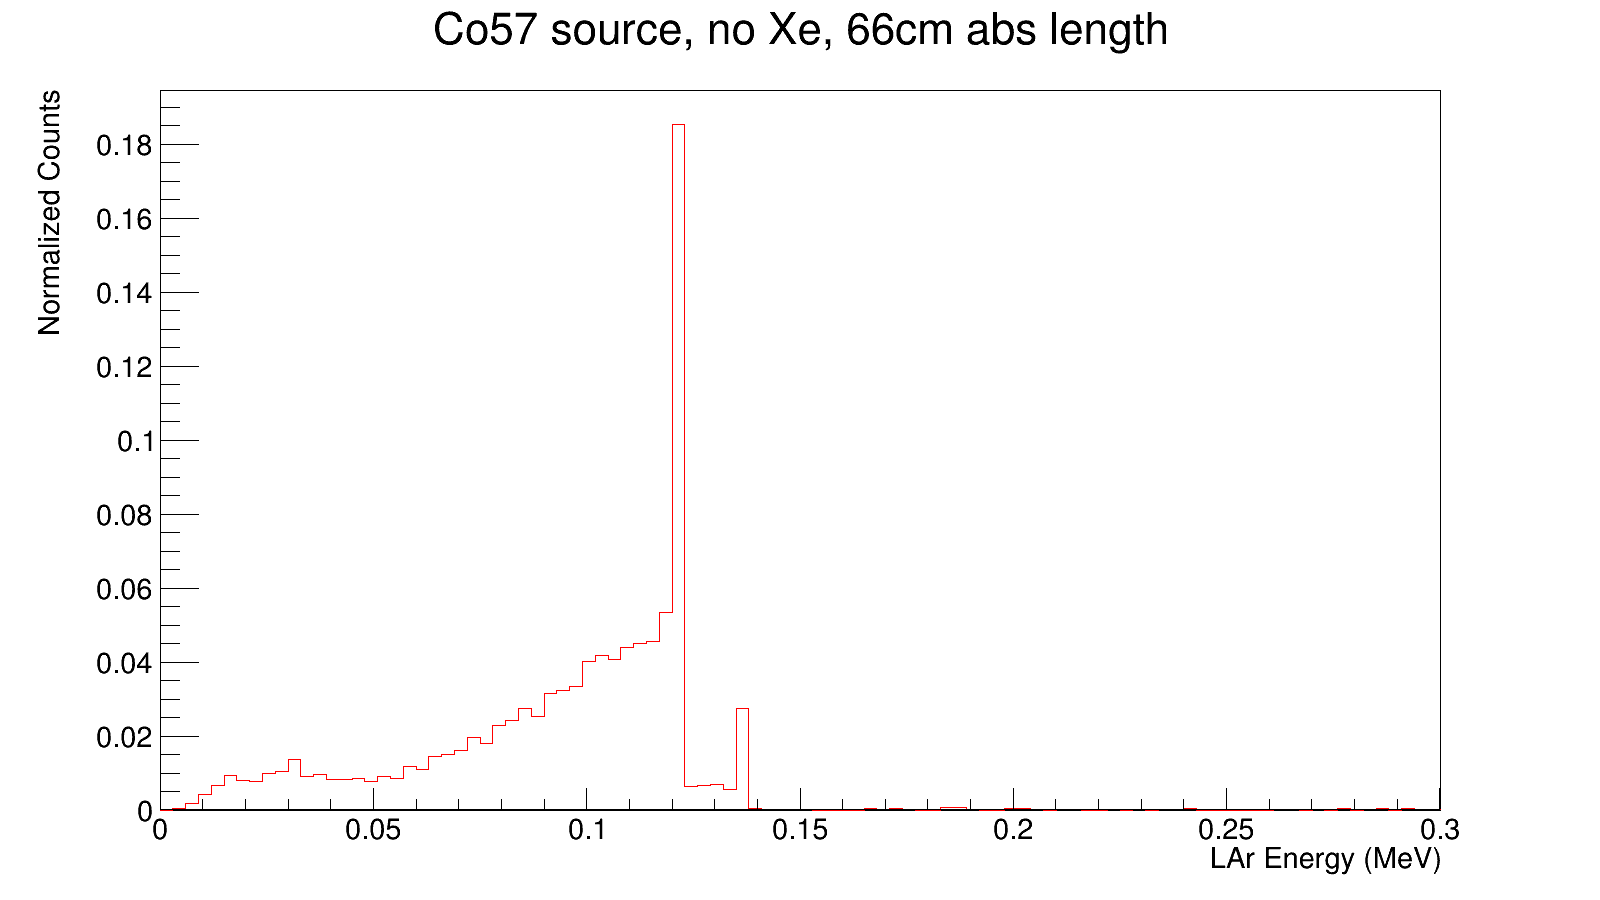 Co57 source, no Xe, 66cm abs length
Normalized Counts
0.18
0.16
0.14
0.12
0.1
0.08
0.06
0.04
0.02
0
0 0.05 0.1 0.15 0.2 0.25 0.3
LAr Energy (MeV)